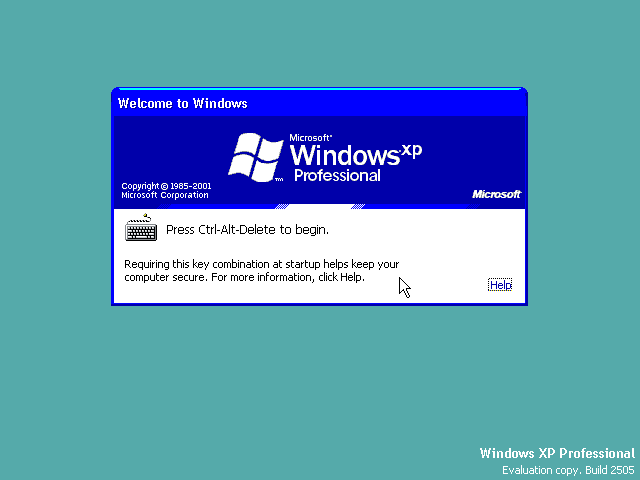 Welcome to Windows
Microsoft®
Windows xp
Professional
Copyright © 1985-2001
Microsoft Corporation
Microsoft
Press Ctrl-Alt-Delete to begin.
Requiring this key combination at startup helps keep your
computer secure. For more information, click Help.
Help
Windows XP Professional
Evaluation copy. Build 2505